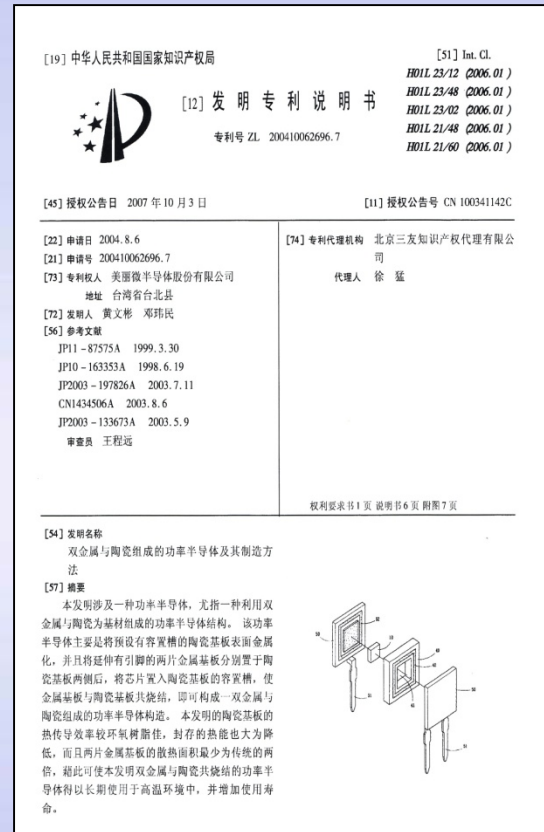 [19] 中华人民共和国国家知识产权局
[51] Int. Cl.
H01L 23/12 (2006.01)
H01L 23/48 (2006.01)
H01L 23/02 (2006.01)
H01L 21/48 (2006.01)
H01L 21/60 (2006.01)
[12] 发明专利说明书
专利号 ZL 200410062696.7
[45] 授权公告日 2007年10月3日
[11] 授权公告号 CN 100341142C
[22] 申请日 2004.8.6
[21] 申请号 200410062696.7
[73] 专利权人 美丽微半导体股份有限公司
地址 台湾省台北县
[72] 发明人 黄文彬 邓玮民
[56] 参考文献
JP11-87575A 1999.3.30
JP10-163353A 1998.6.19
JP2003-197826A 2003.7.11
CN1434506A 2003.8.6
JP2003-133673A 2003.5.9
审查员 王程远
[74] 专利代理机构 北京三友知识产权代理有限公
司
代理人 徐猛
权利要求书1页 说明书6页 附图7页
[54] 发明名称
双金属与陶瓷组成的功率半导体及其制造方
法
[57] 摘要
本发明涉及一种功率半导体，尤指一种利用双
金属与陶瓷为基材组成的功率半导体结构。该功率
半导体主要是将预设有容置槽的陶瓷基板表面金属
化，并且将延伸有引脚的两片金属基板分别置于陶
瓷基板两侧后，将芯片置入陶瓷基板的容置槽，使
金属基板与陶瓷基板共烧结，即可构成一双金属与
陶瓷组成的功率半导体构造。本发明的陶瓷基板的
热传导效率较环氧树脂佳，封存的热能也大为降
低，而且两片金属基板的散热面积最少为传统的两
倍，藉此可使本发明双金属与陶瓷共烧结的功率半
导体得以长期使用于高温环境中，并增加使用寿
命。